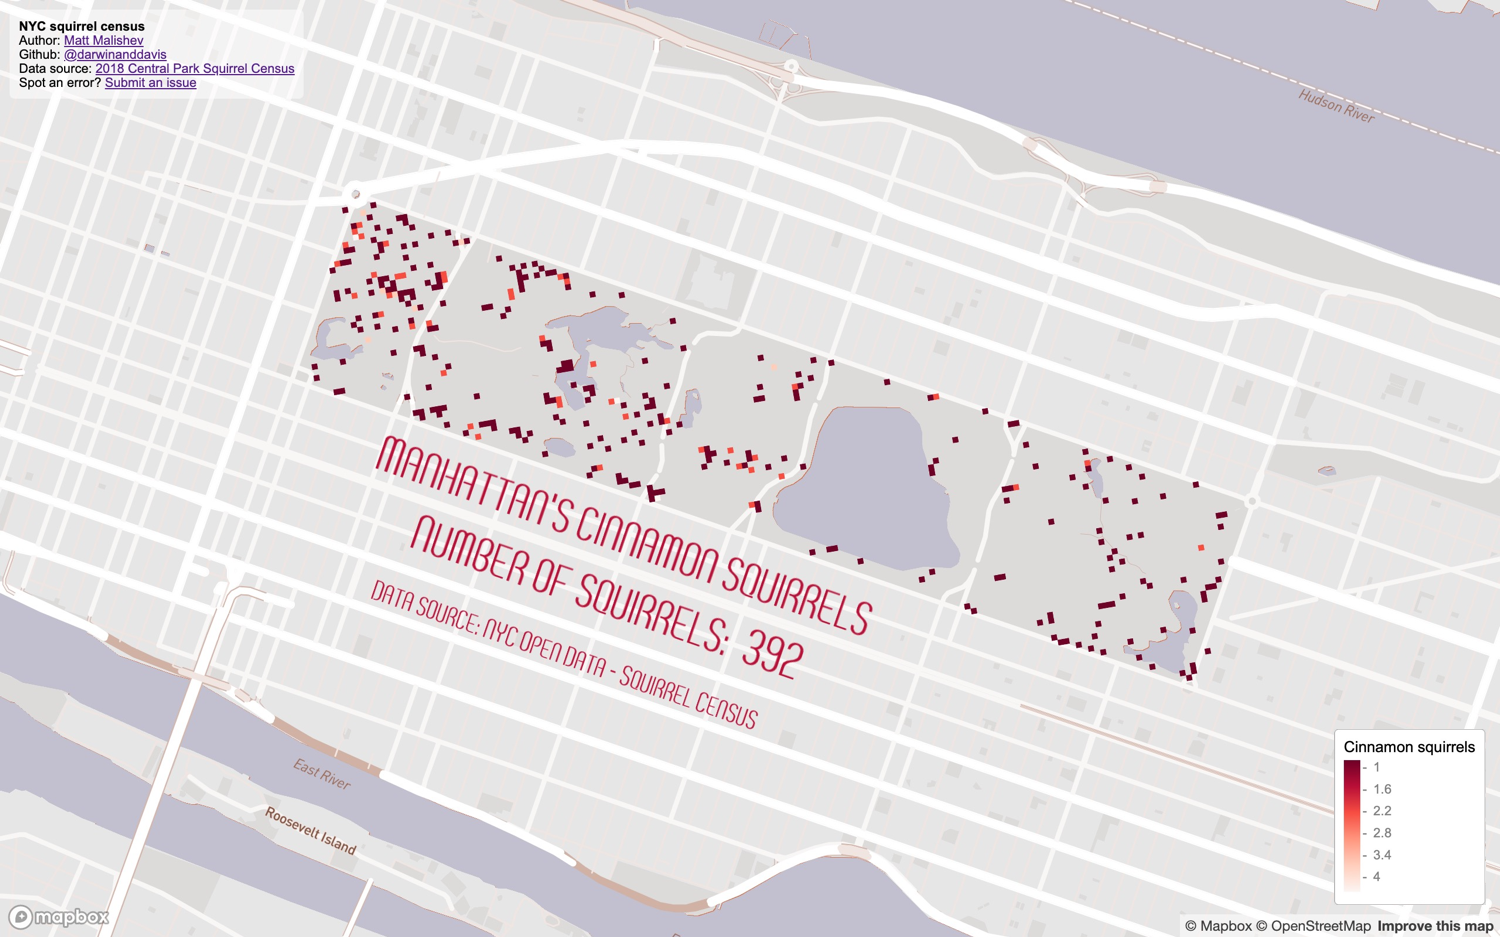 NYC squirrel census
Author: Matt Malishev
Github: @darwinanddavis
Data source: 2018 Central Park Squirrel Census
Spot an error? Submit an issue
Hudson River
MANHATTAN'S CINNAMON SQUIRRELS
NUMBER OF SQUIRRELS: 392
DATA SOURCE: NYC OPEN DATA - SQUIRREL CENSUS
East River
Roosevelt Island
Cinnamon squirrels
1
1.6
2.2
2.8
3.4
4
mapbox
© Mapbox © OpenStreetMap Improve this map